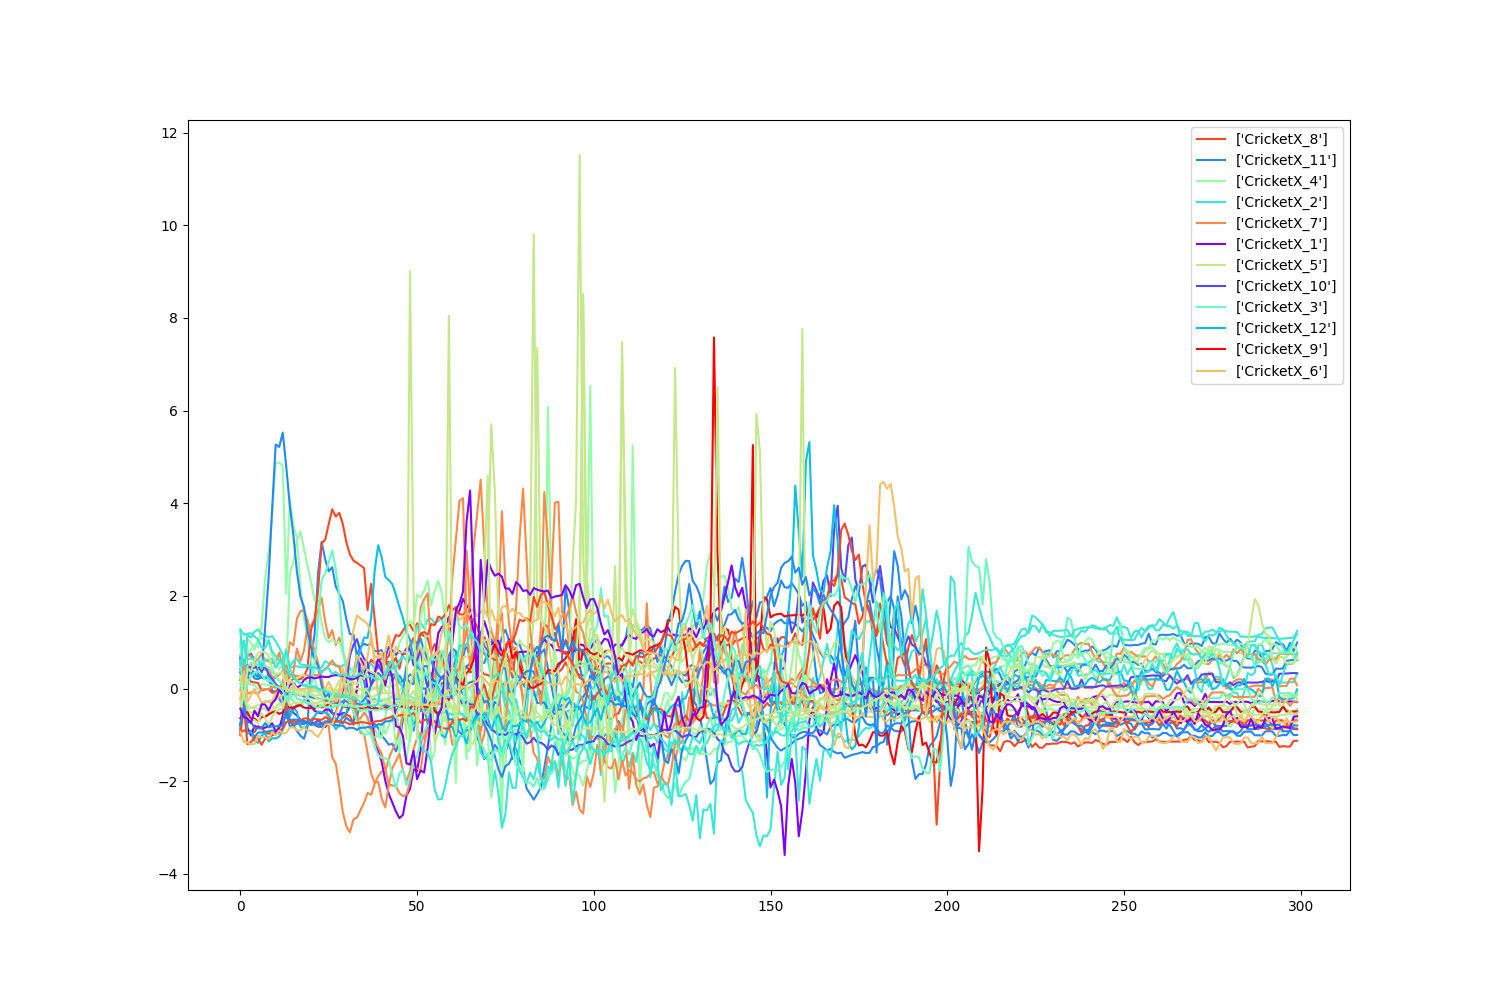 12
10
8
6
4
2
0
−2
−4
0
50
100
150
200
250
300
['CricketX_8']
['CricketX_11']
['CricketX_4']
['CricketX_2']
['CricketX_7']
['CricketX_1']
['CricketX_5']
['CricketX_10']
['CricketX_3']
['CricketX_12']
['CricketX_9']
['CricketX_6']